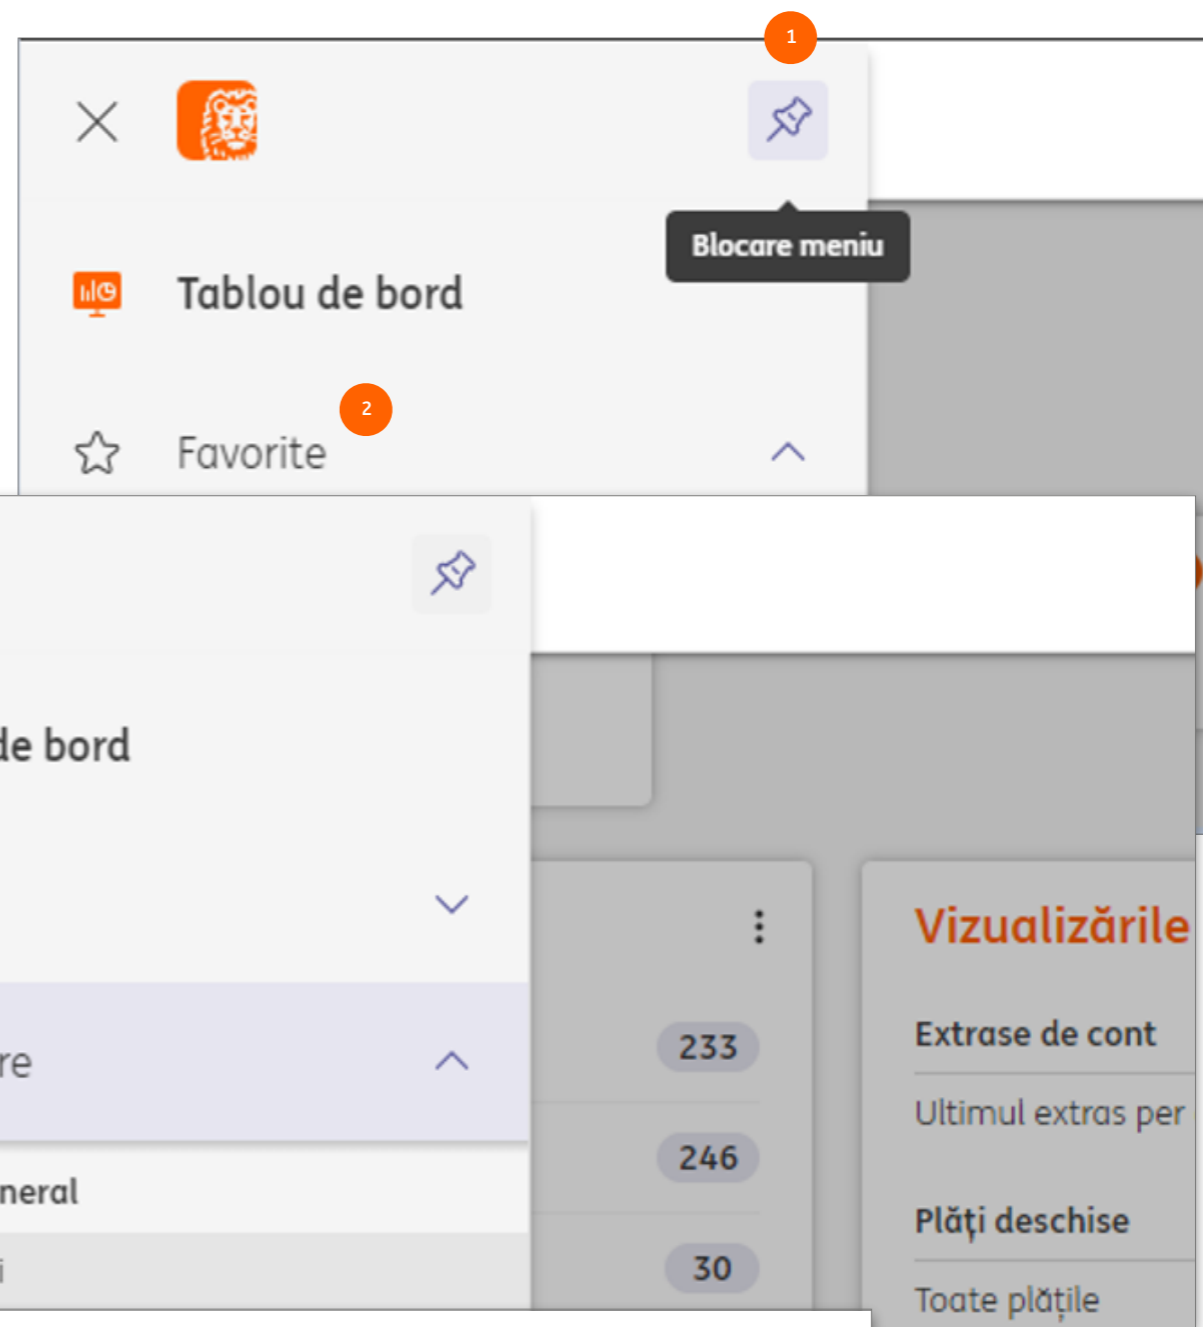 1
Blocare meniu
Tablou de bord
2
Favorite
de bord
Vizualizările
re
233
Extrase de cont
Ultimul extras per
246
neral
Plăți deschise
i
30
Toate plățile